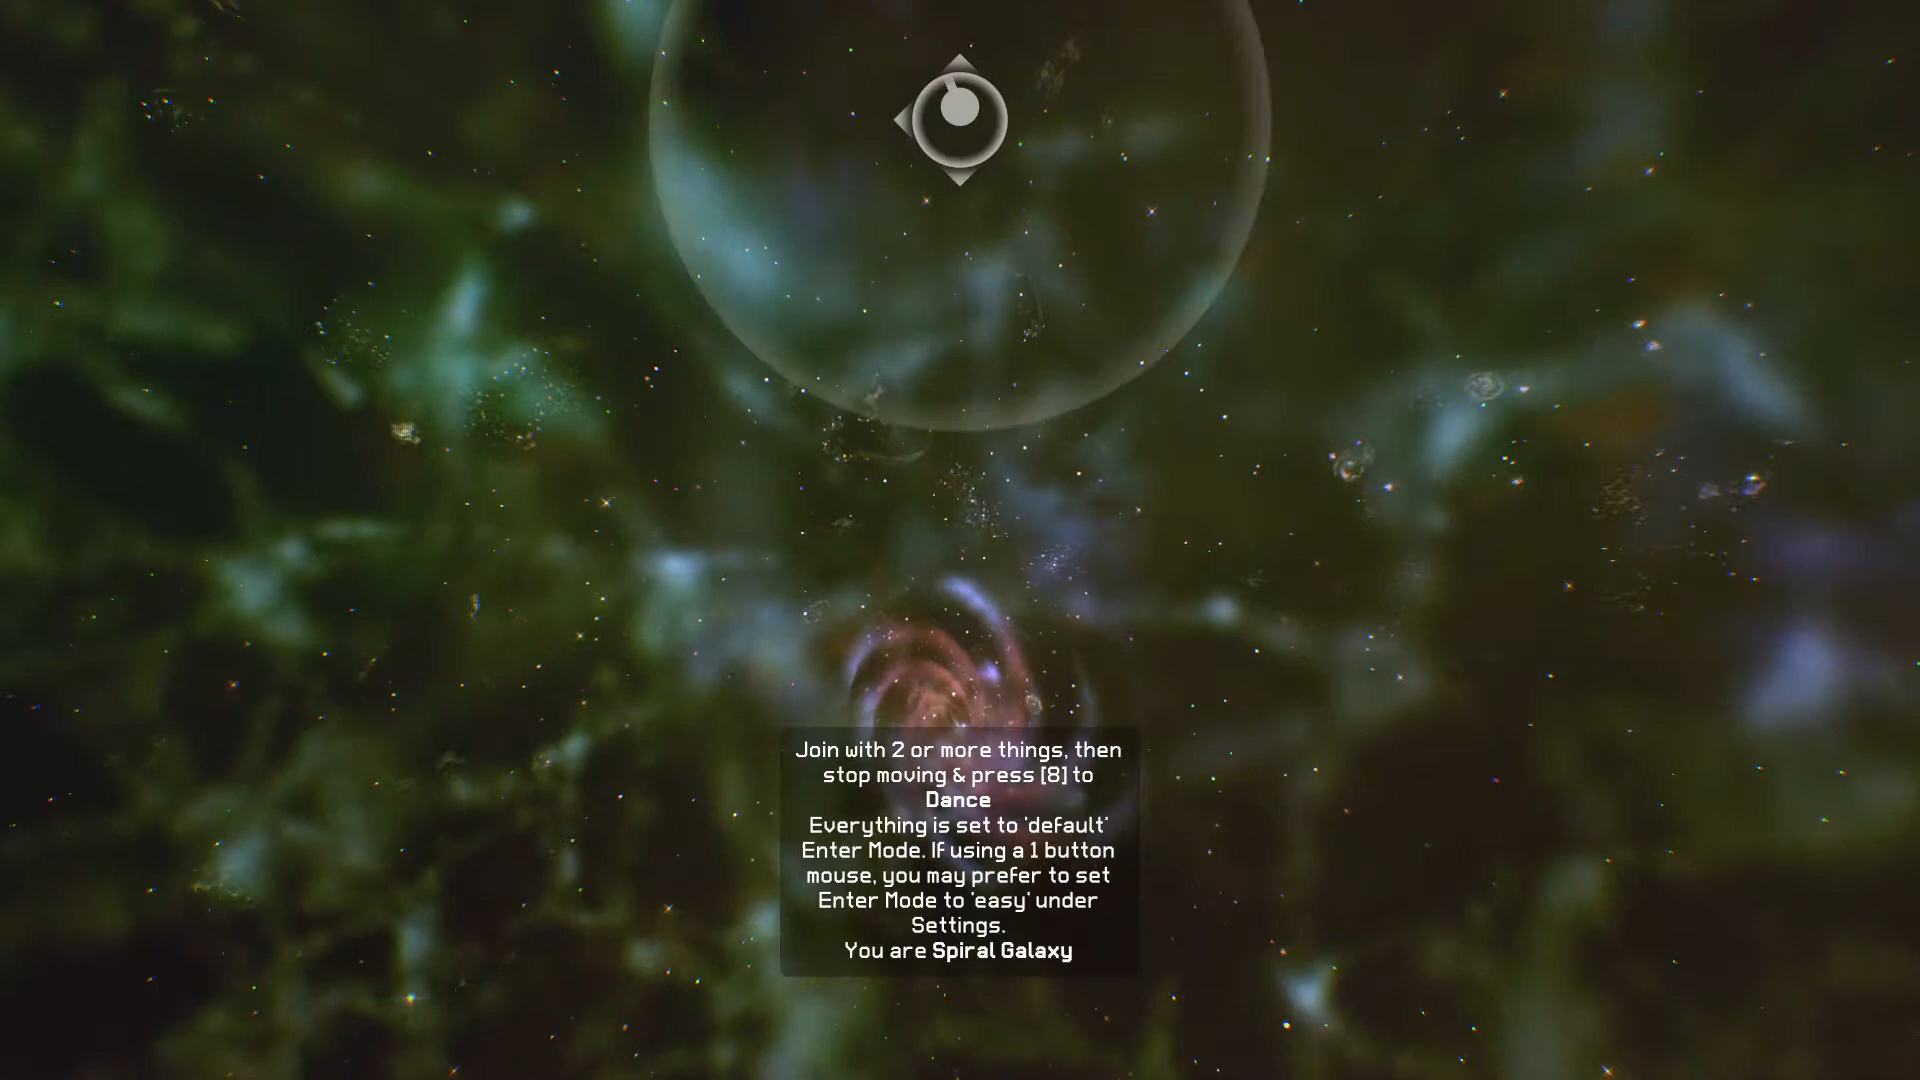 Join with 2 or more things, then
stop moving & press [8] to
Dance
Everything is set to 'default'
Enter Mode. If using a 1 button
mouse, you may prefer to set
Enter Mode to 'easy' under
Settings.
You are Spiral Galaxy